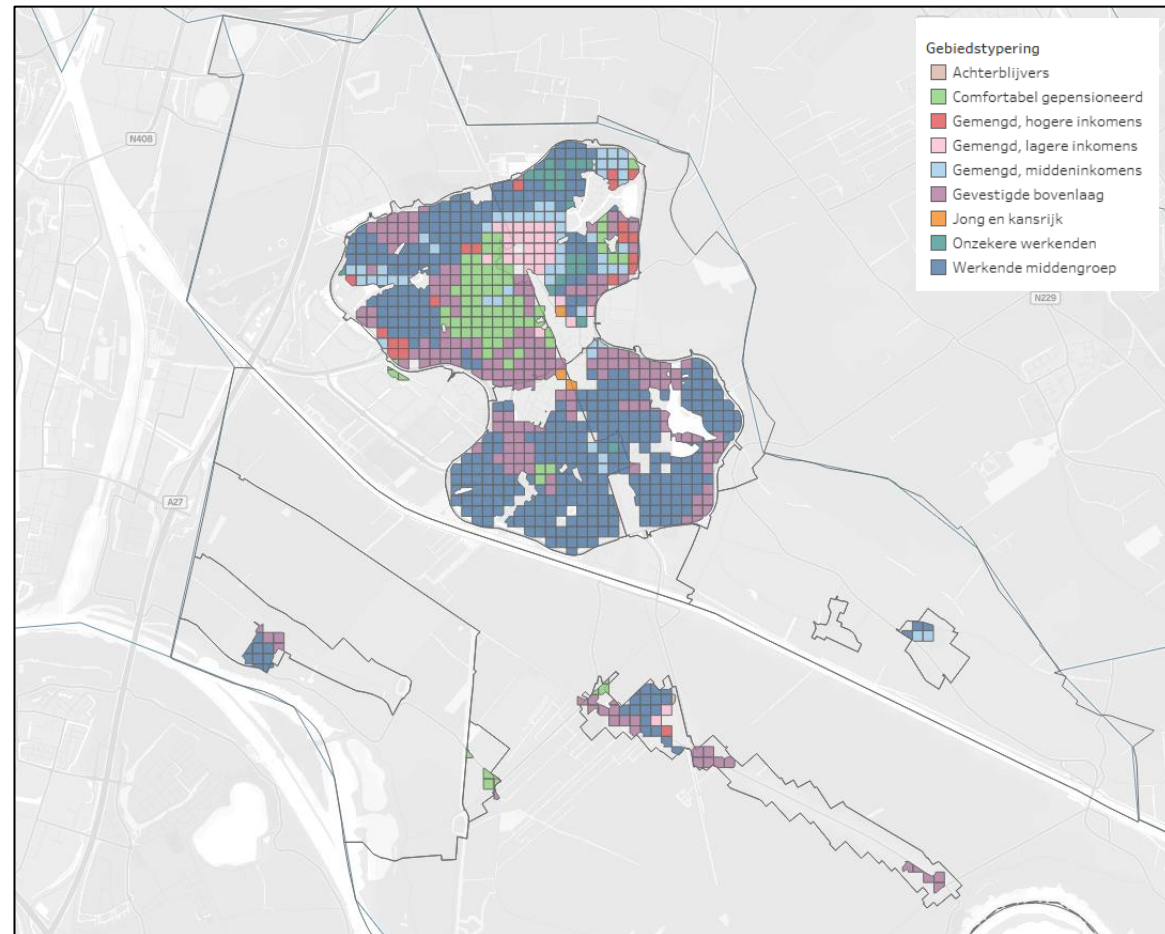 Gebiedstypering
Achterblijvers
Comfortabel gepensioneerd
Gemengd, hogere inkomens
Gemengd, lagere inkomens
Gemengd, middeninkomens
Gevestigde bovenlaag
Jong en kansrijk
Onzekere werkenden
Werkende middengroep
N408
N229
A27